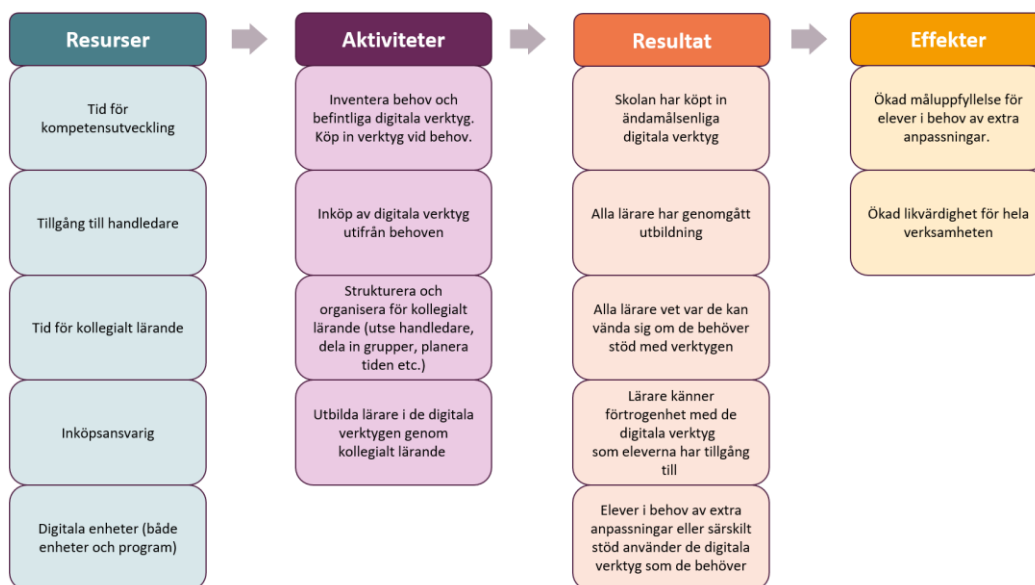 Resurser
Tid för
kompetensutveckling
Tillgång till handledare
Tid för kollegialt lärande
Inköpsansvarig
Digitala enheter (både
enheter och program)
Aktiviteter
Inventera behov och
befintliga digitala verktyg.
Köp in verktyg vid behov.
Inköp av digitala verktyg
utifrån behoven
Strukturera och
organisera för kollegialt
lärande (utse handledare,
dela in grupper, planera
tiden etc.)
Utbilda lärare i de digitala
verktygen genom
kollegialt lärande
Resultat
Skolan har köpt in
ändamålsenliga
digitala verktyg
Alla lärare har genomgått
utbildning
Alla lärare vet var de kan
vända sig om de behöver
stöd med verktygen
Lärare känner
förtrogenhet med de
digitala verktyg
som eleverna har tillgång
till
Elever i behov av extra
anpassningar eller särskilt
stöd använder de digitala
verktyg som de behöver
Effekter
Ökad måluppfyllelse för
elever i behov av extra
anpassningar.
Ökad likvärdighet för hela
verksamheten